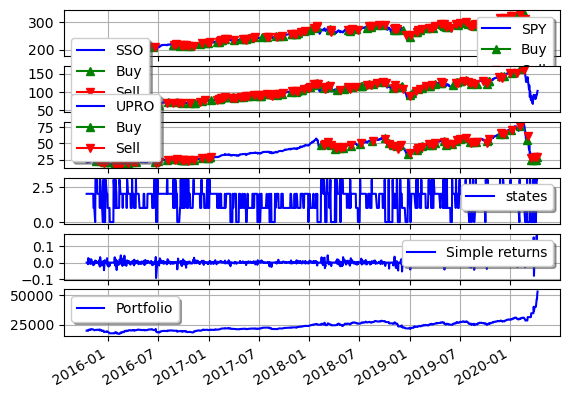 300
200
SPY
Buy
Sell
SSO
Buy
Sell
150
100
50
UPRO
Buy
Sell
75
50
25
2.5
0.0
states
0.1
0.0
−0.1
Simple returns
50000
25000
Portfolio
2016-01
2016-07
2017-01
2017-07
2018-01
2018-07
2019-01
2019-07
2020-01